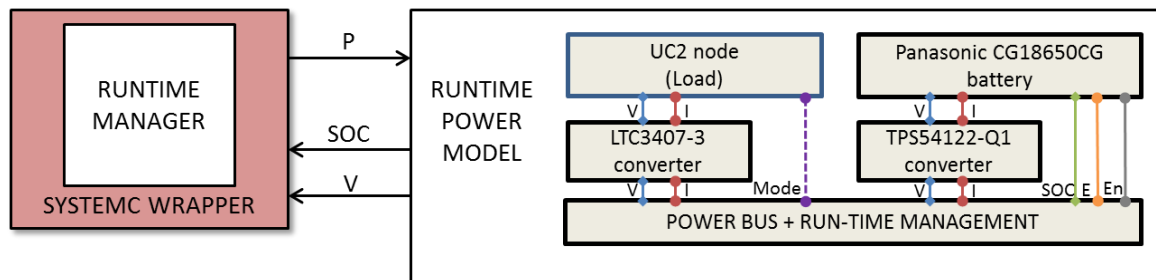 RUNTIME
MANAGER
SYSTEMC WRAPPER
P
SOC
V
RUNTIME
POWER
MODEL
UC2 node
(Load)
V
I
LTC3407-3
converter
V
I
Mode
Panasonic CG18650CG
battery
V
I
TPS54122-Q1
converter
V
I
SOC E En
POWER BUS + RUN-TIME MANAGEMENT